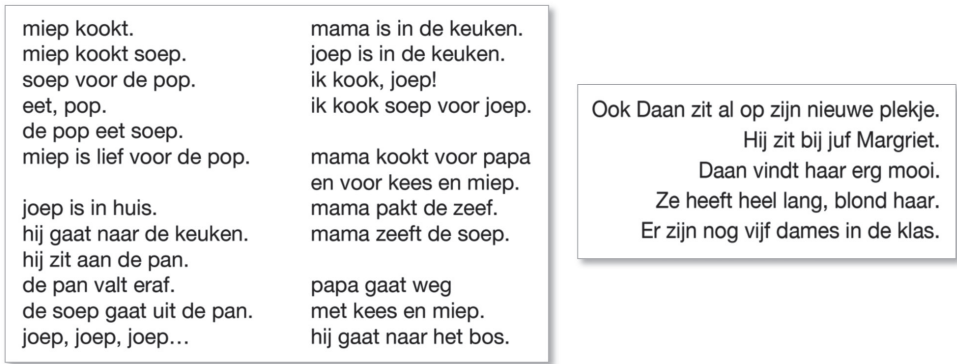 miep kookt.
miep kookt soep.
soep voor de pop.
eet, pop.
de pop eet soep.
miep is lief voor de pop.
joep is in huis.
hij gaat naar de keuken.
hij zit aan de pan.
de pan valt eraf.
de soep gaat uit de pan.
joep, joep, joep...
mama is in de keuken.
joep is in de keuken.
ik kook, joep!
ik kook soep voor joep.
mama kookt voor papa
en voor kees en miep.
mama pakt de zeef.
mama zeeft de soep.
papa gaat weg
met kees en miep.
hij gaat naar het bos.
Ook Daan zit al op zijn nieuwe plekje.
Hij zit bij juf Margriet.
Daan vindt haar erg mooi.
Ze heeft heel lang, blond haar.
Er zijn nog vijf dames in de klas.